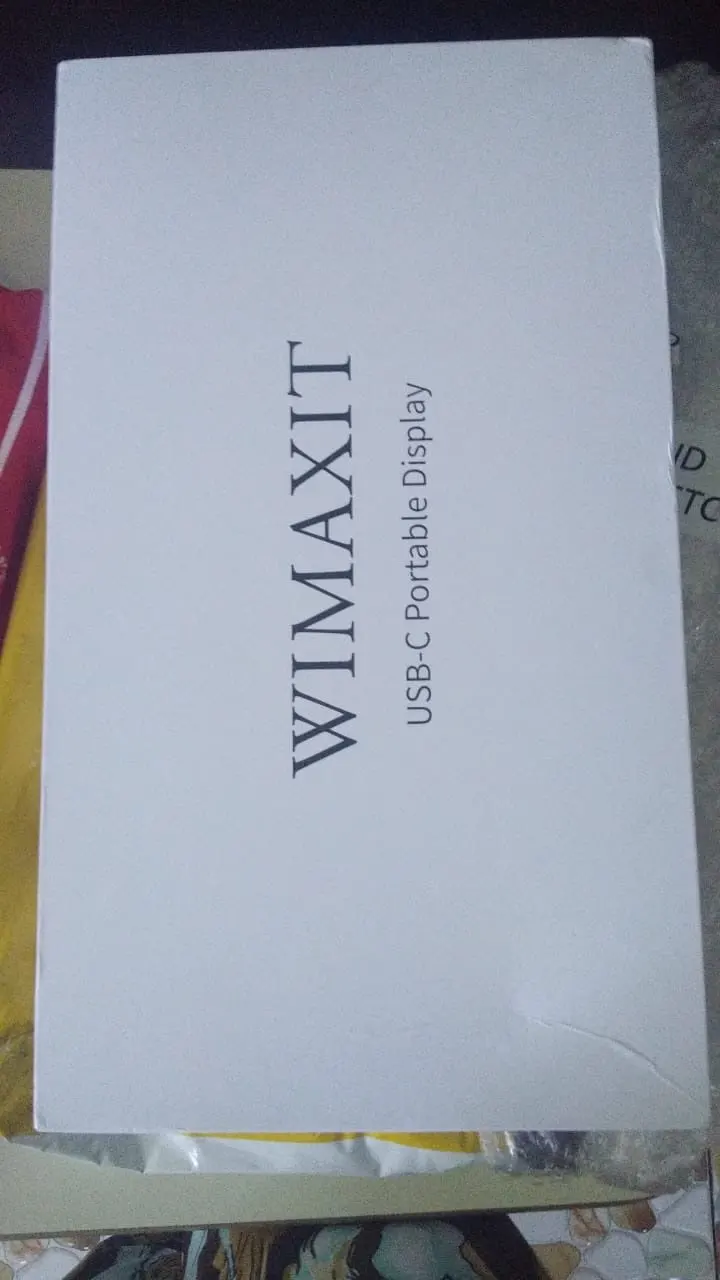 WIMAXIT
USB-C Portable Display